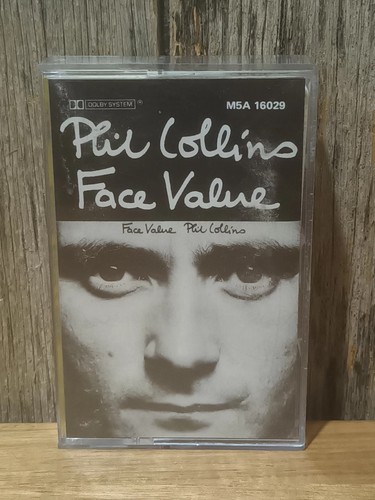 DOLBY SYSTEM ®
M5A 16029
Phil Collins
Face Value
Face Value Phil Collins